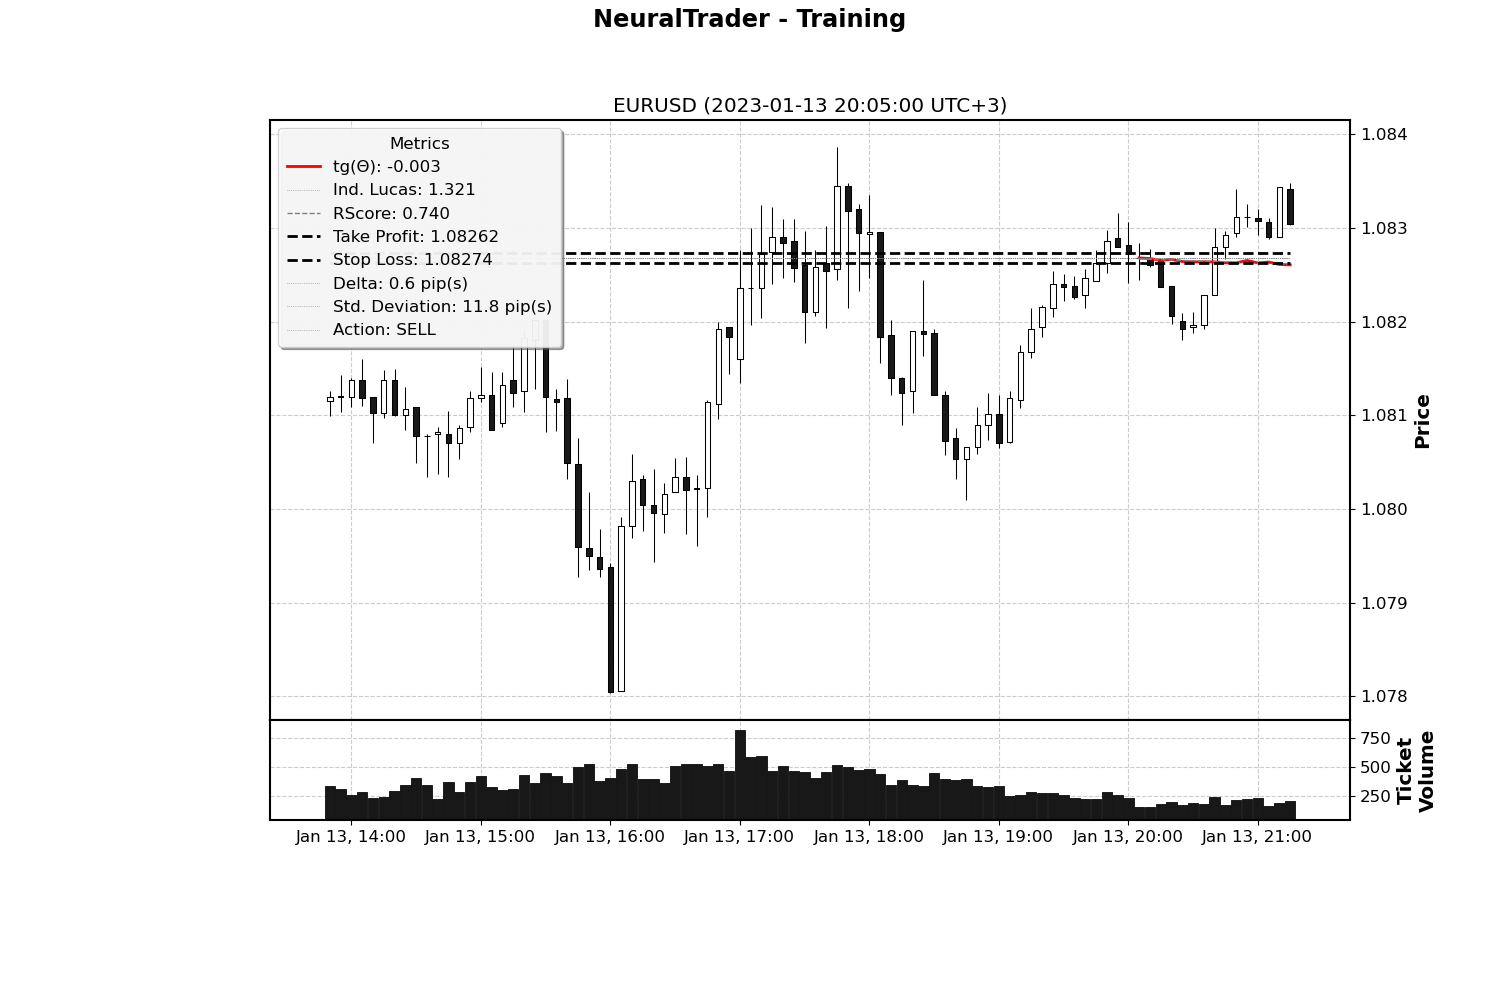 NeuralTrader - Training
EURUSD (2023-01-13 20:05:00 UTC+3)
Metrics
tg(Θ): -0.003
Ind. Lucas: 1.321
RScore: 0.740
Take Profit: 1.08262
Stop Loss: 1.08274
Delta: 0.6 pip(s)
Std. Deviation: 11.8 pip(s)
Action: SELL
1.084
1.083
1.082
1.081
1.080
1.079
1.078
Price
750
500
250
Ticket
Volume
Jan 13, 14:00 Jan 13, 15:00 Jan 13, 16:00 Jan 13, 17:00 Jan 13, 18:00 Jan 13, 19:00 Jan 13, 20:00 Jan 13, 21:00